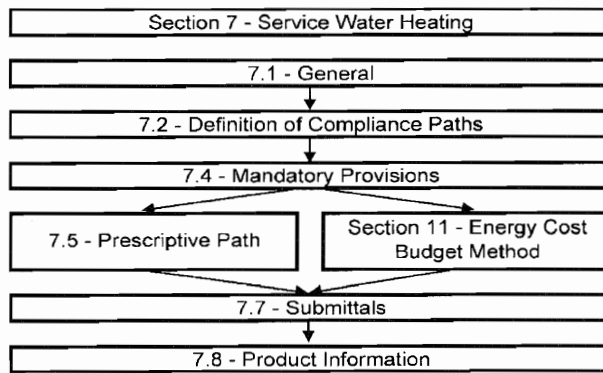 Section 7 - Service Water Heating
7.1 - General
7.2 - Definition of Compliance Paths
7.4 - Mandatory Provisions
7.5 - Prescriptive Path
Section 11 - Energy Cost
Budget Method
7.7 - Submittals
7.8 - Product Information